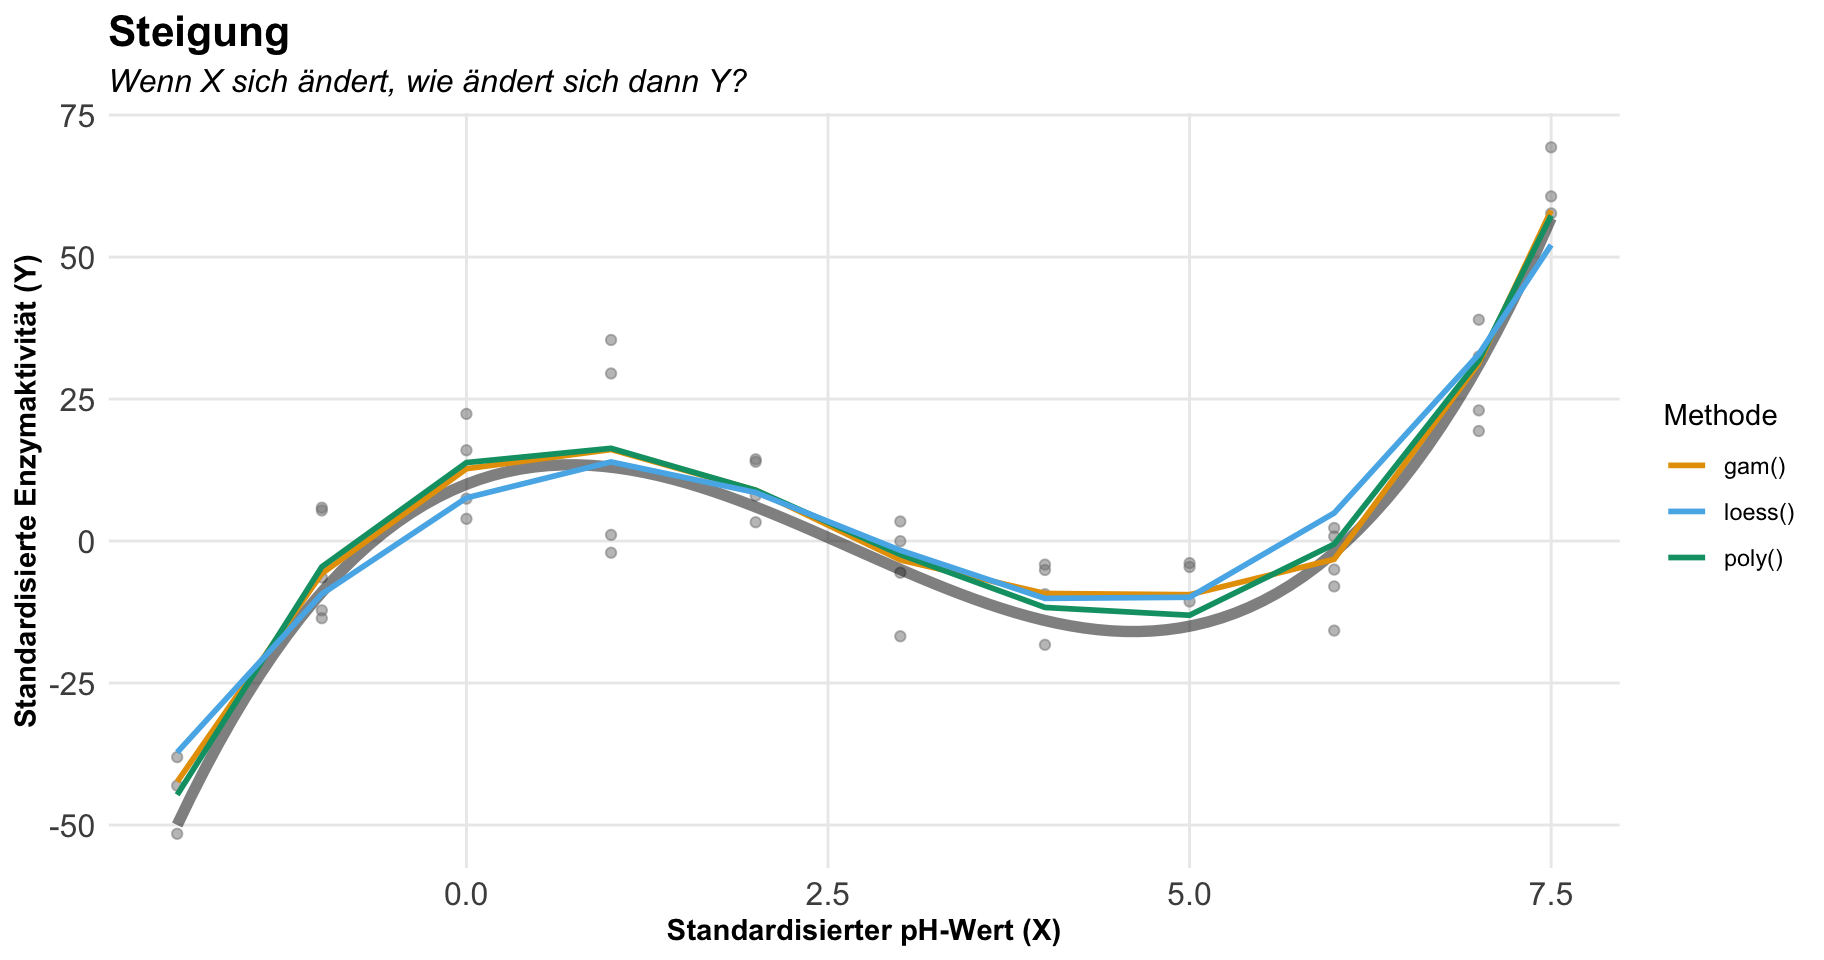 Steigung
Wenn X sich ändert, wie ändert sich dann Y?
Standardisierte Enzymaktivität (Y)
75
50
25
0
-25
-50
0.0
2.5
5.0
7.5
Standardisierter pH-Wert (X)
Methode
gam()
loess()
poly()